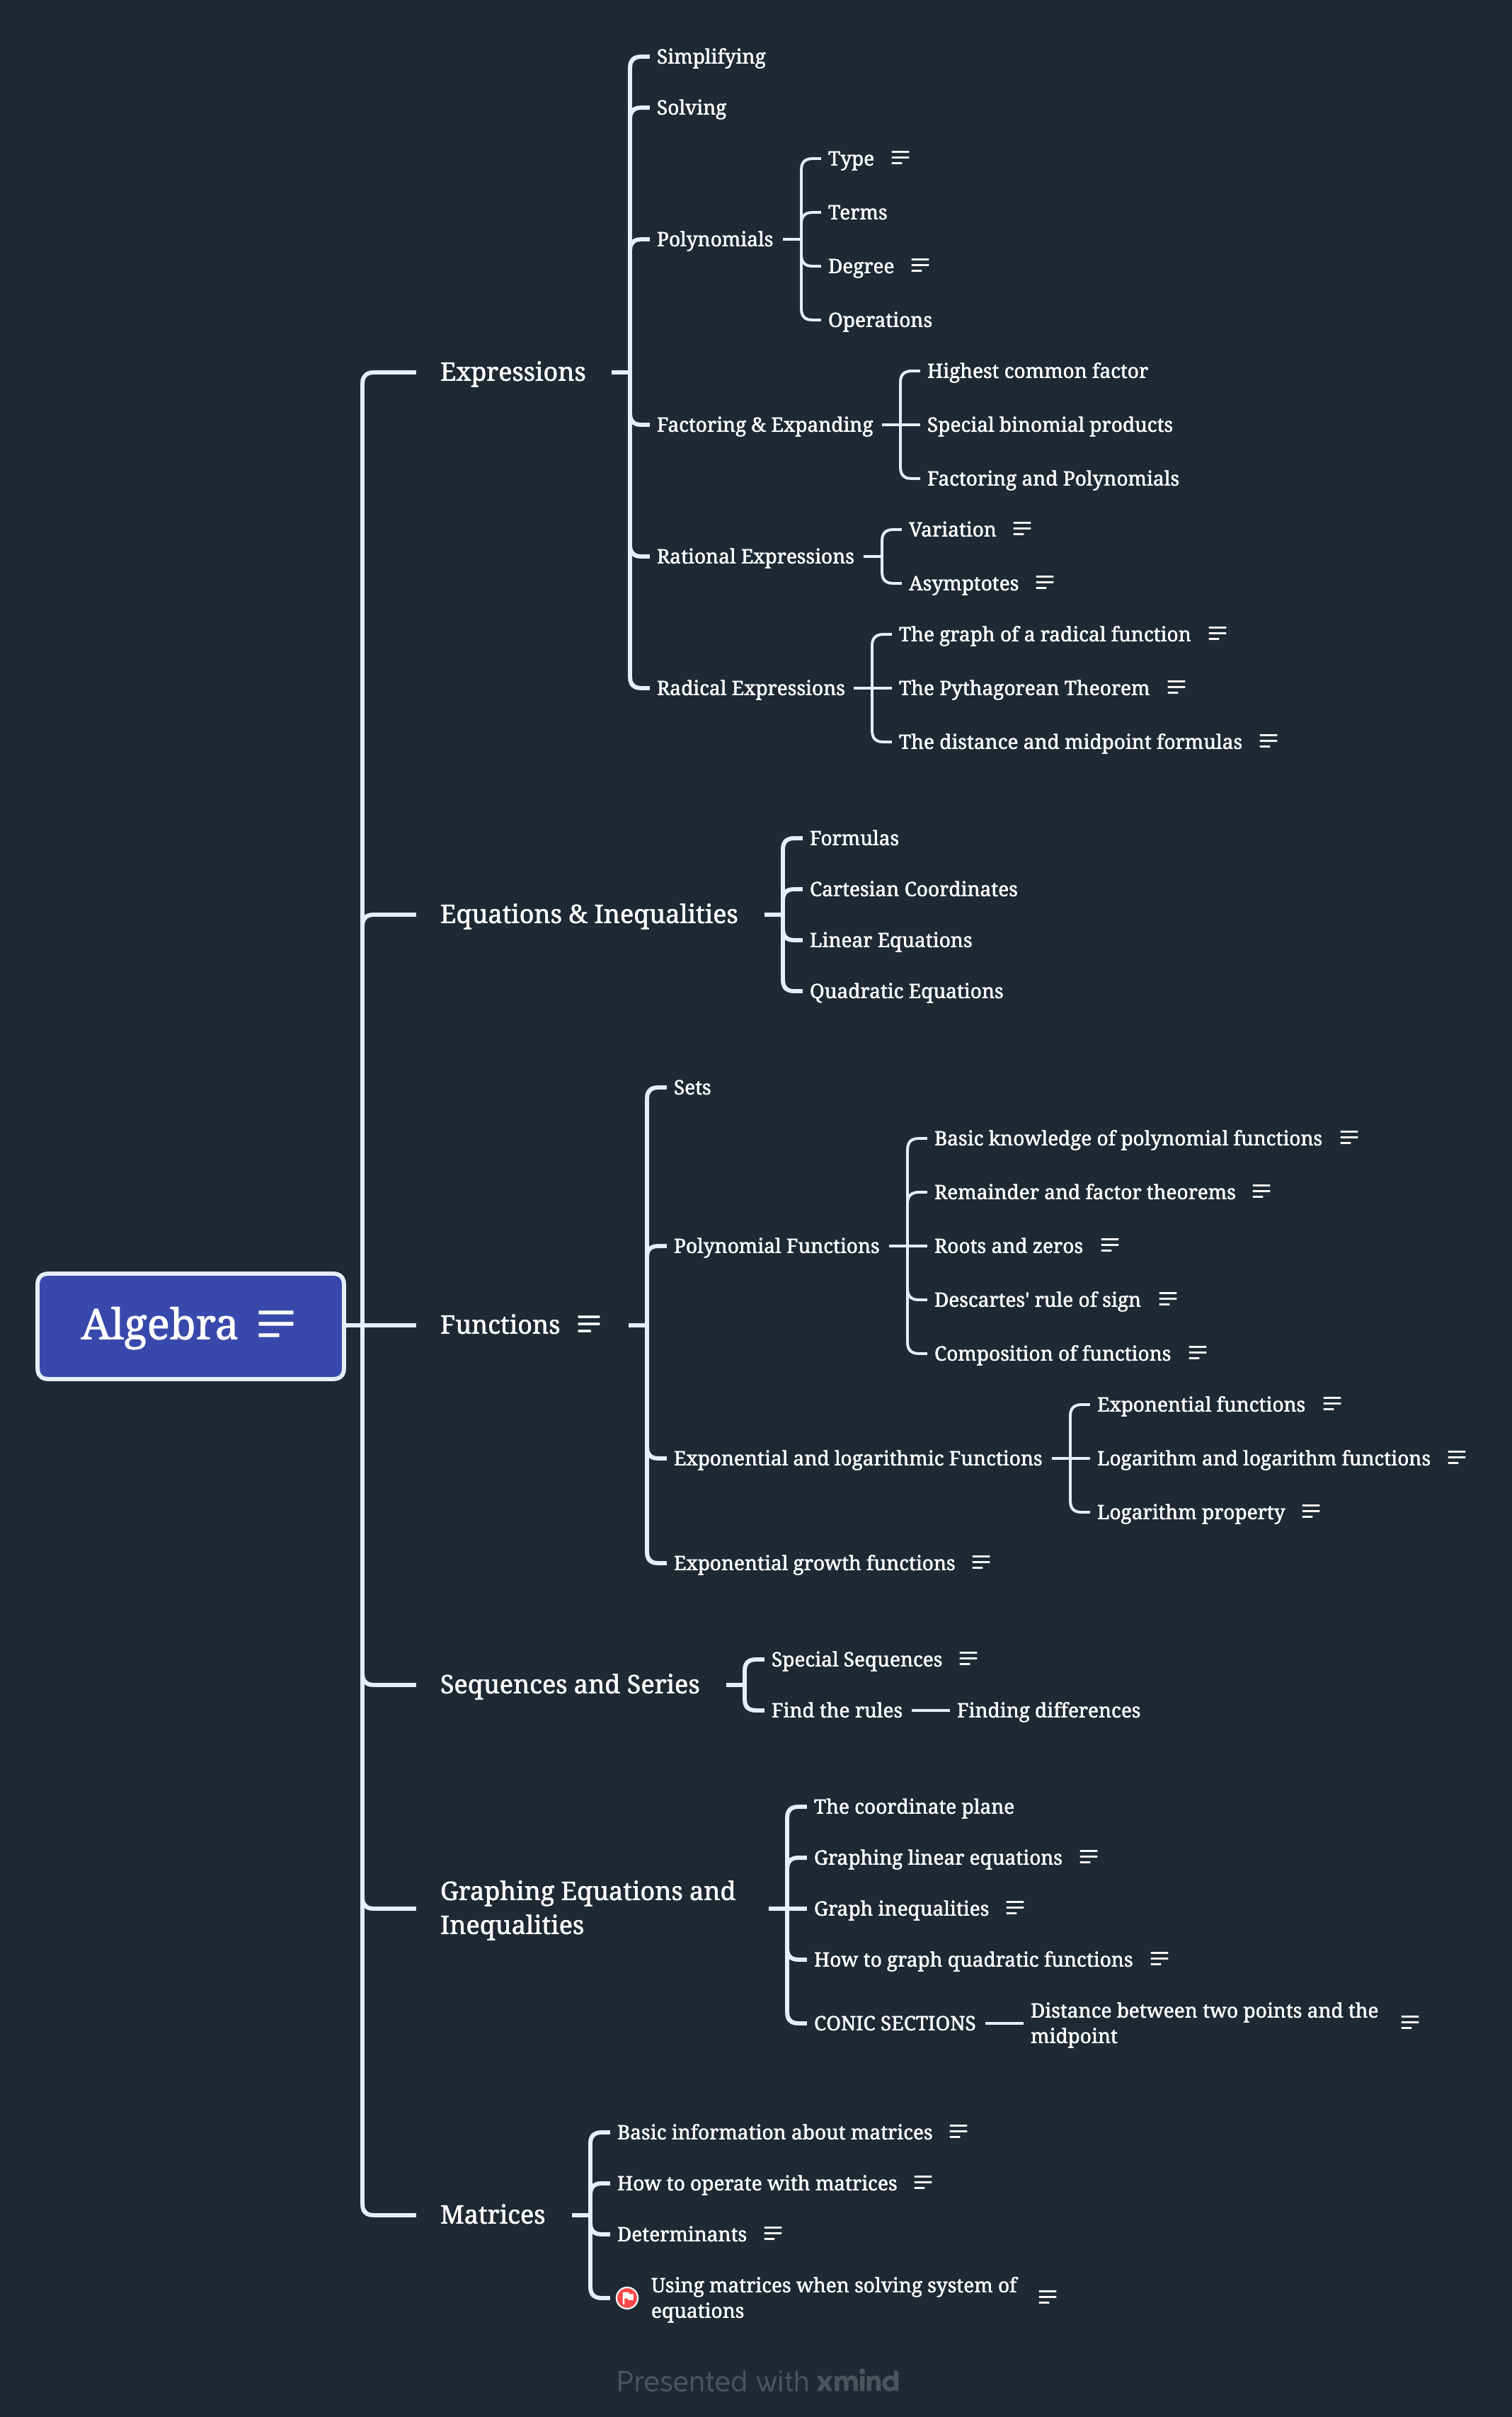 Simplifying
Solving
Type
Terms
Polynomials
Degree
Operations
Expressions
Highest common factor
Factoring & Expanding
Special binomial products
Factoring and Polynomials
Variation
Rational Expressions
Asymptotes
The graph of a radical function
Radical Expressions
The Pythagorean Theorem
The distance and midpoint formulas
Formulas
Cartesian Coordinates
Equations & Inequalities
Linear Equations
Quadratic Equations
Sets
Basic knowledge of polynomial functions
Remainder and factor theorems
Polynomial Functions
Roots and zeros
Descartes' rule of sign
Algebra
Functions
Composition of functions
Exponential functions
Exponential and logarithmic Functions
Logarithm and logarithm functions
Logarithm property
Exponential growth functions
Special Sequences
Sequences and Series
Find the rules
Finding differences
The coordinate plane
Graphing linear equations
Graphing Equations and
Inequalities
Graph inequalities
How to graph quadratic functions
CONIC SECTIONS
Distance between two points and the
midpoint
Basic information about matrices
How to operate with matrices
Matrices
Determinants
Using matrices when solving system of
equations
Presented with xmind